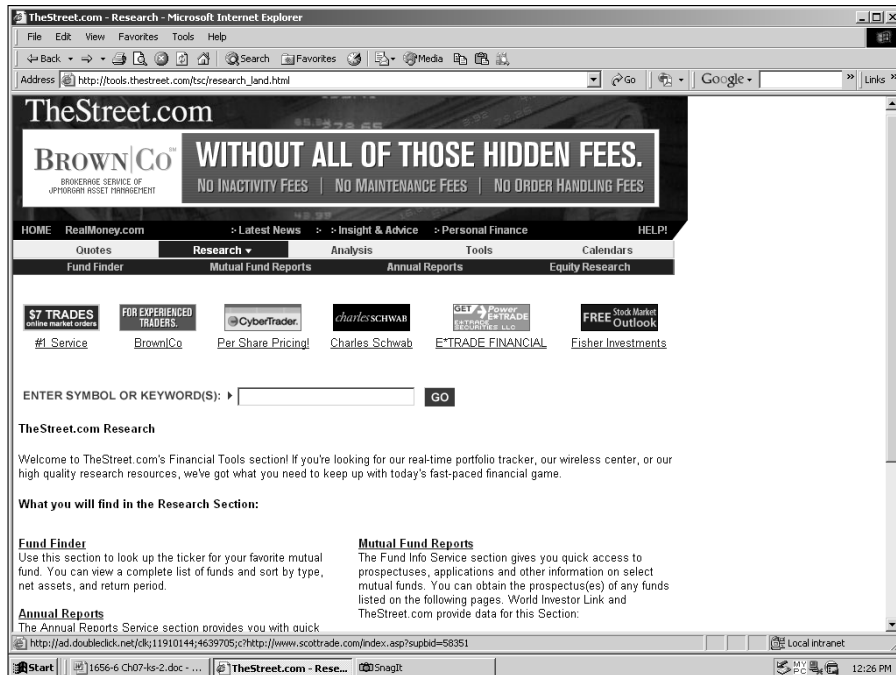 TheStreet.com - Research - Microsoft Internet Explorer
File Edit View Favorites Tools Help
Back Search Favorites Media
Address http://tools.thestreet.com/tsc/research_land.html Go Google Links »
TheStreet.com
BROWN|CO
BROKERAGE SERVICE OF
JPMORGAN ASSET MANAGEMENT
WITHOUT ALL OF THOSE HIDDEN FEES.
NO INACTIVITY FEES | NO MAINTENANCE FEES | NO ORDER HANDLING FEES
HOME RealMoney.com :- Latest News :- :- Insight & Advice :- Personal Finance HELP!
Quotes Research Analysis Tools Calendars
Fund Finder Mutual Fund Reports Annual Reports Equity Research
$7 TRADES
online market orders
FOR EXPERIENCED
TRADERS.
CyberTrader.
charles SCHWAB
GET Power
E*TRADE
E*TRADE
SECURITIES LLC
FREE Stock Market
Outlook
#1 Service Brown|Co Per Share Pricing! Charles Schwab E*TRADE FINANCIAL Fisher Investments
ENTER SYMBOL OR KEYWORD(S): GO
TheStreet.com Research
Welcome to TheStreet.com's Financial Tools section! If you're looking for our real-time portfolio tracker, our wireless center, or our
high quality research resources, we've got what you need to keep up with today's fast-paced financial game.
What you will find in the Research Section:
Fund Finder
Use this section to look up the ticker for your favorite mutual
fund. You can view a complete list of funds and sort by type,
net assets, and return period.
Annual Reports
The Annual Reports Service section provides you with quick
Mutual Fund Reports
The Fund Info Service section gives you quick access to
prospectuses, applications and other information on select
mutual funds. You can obtain the prospectus(es) of any funds
listed on the following pages. World Investor Link and
TheStreet.com provide data for this Section:
http://ad.doubleclick.net/clk;11910144;4639705;c?http://www.scottrade.com/index.asp?supbid=58351 Local intranet
Start 1656-6 Ch07-ks-2.doc - ... TheStreet.com - Rese... SnagIt MY PC 12:26 PM